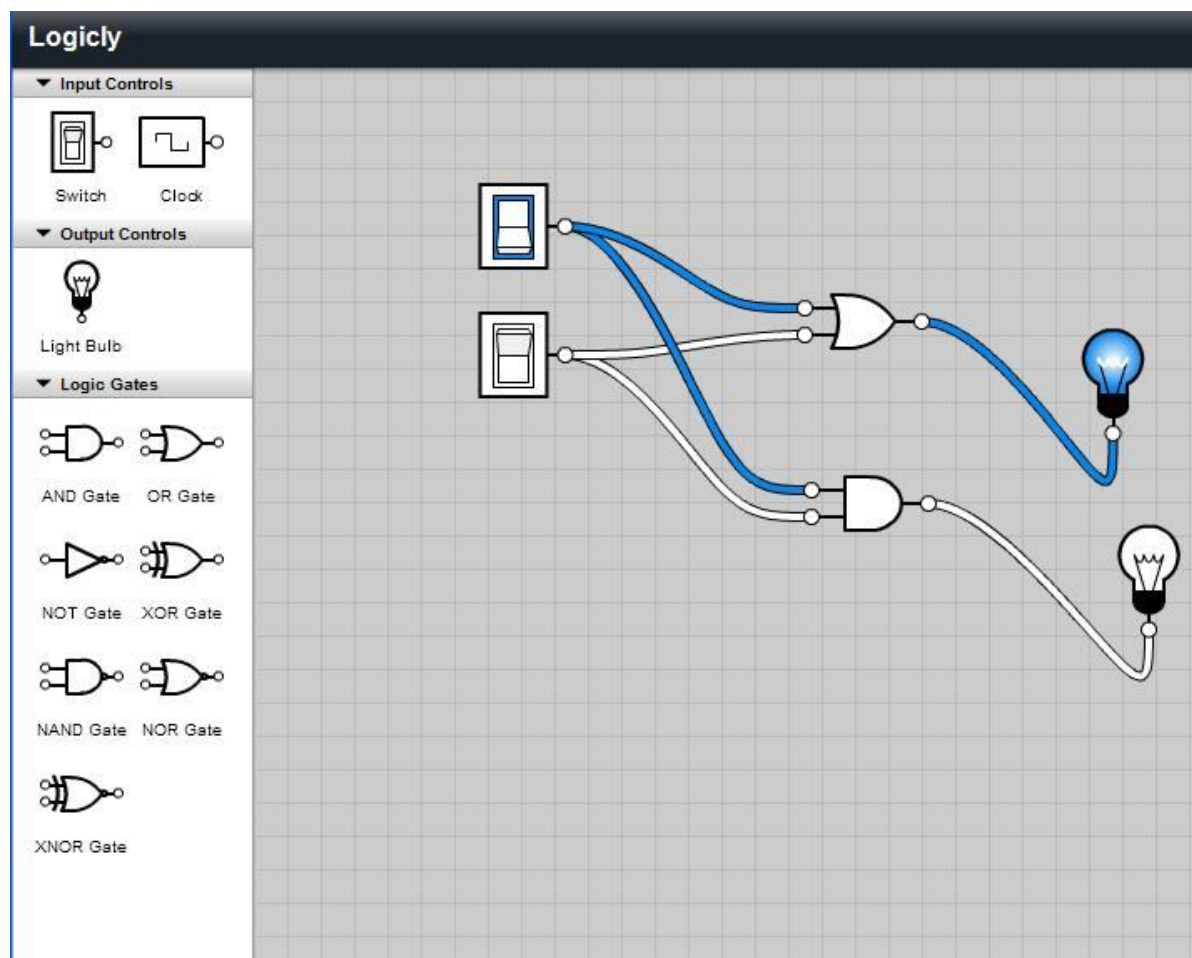 Logicly
Input Controls
Switch Clock
Output Controls
Light Bulb
Logic Gates
AND Gate OR Gate
NOT Gate XOR Gate
NAND Gate NOR Gate
XNOR Gate